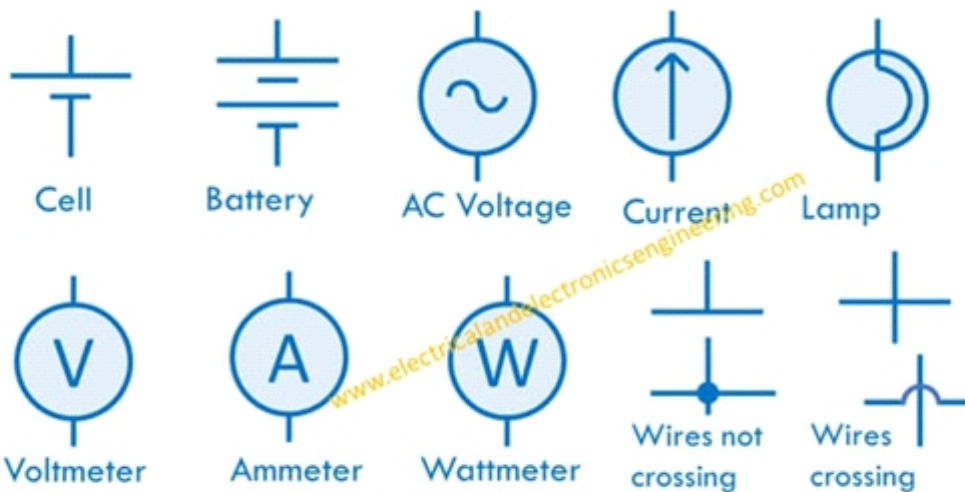 Cell
Battery
AC Voltage
Current
Lamp
www.electricalandelectronicsengineering.com
V
A
W
Voltmeter
Ammeter
Wattmeter
Wires not
crossing
Wires
crossing